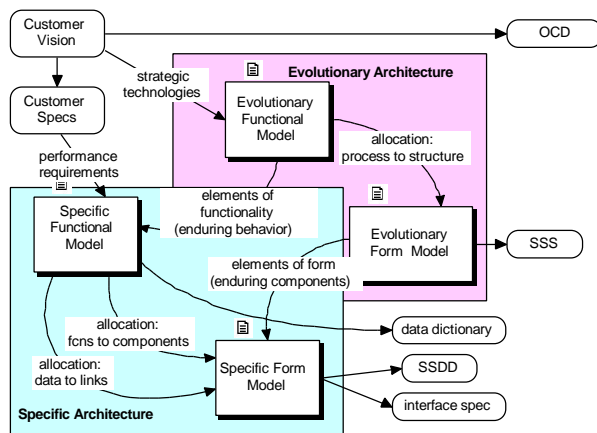 Customer
Vision
OCD
Evolutionary Architecture
strategic
technologies
Customer
Specs
Evolutionary
Functional
Model
allocation:
process to structure
performance
requirements
elements of
functionality
(enduring behavior)
Specific
Functional
Model
Evolutionary
Form Model
SSS
elements of form
(enduring components)
allocation:
fcns to components
data dictionary
allocation:
data to links
Specific Form
Model
SSDD
interface spec
Specific Architecture